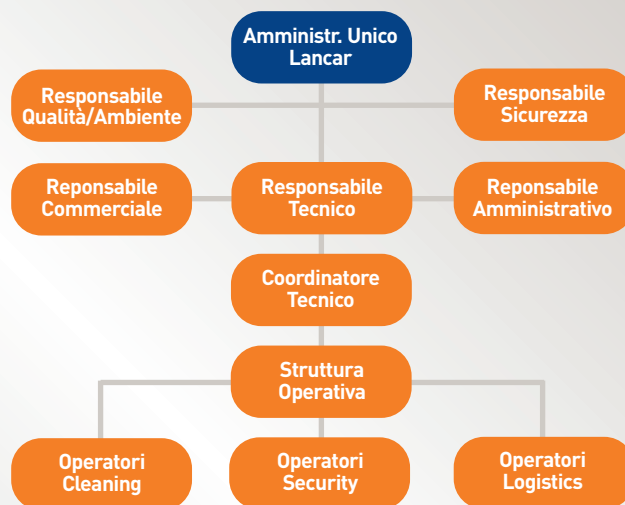 Amministr. Unico
Lancar
Responsabile
Qualità/Ambiente
Responsabile
Sicurezza
Reponsabile
Commerciale
Responsabile
Tecnico
Reponsabile
Amministrativo
Coordinatore
Tecnico
Struttura
Operativa
Operatori
Cleaning
Operatori
Security
Operatori
Logistics